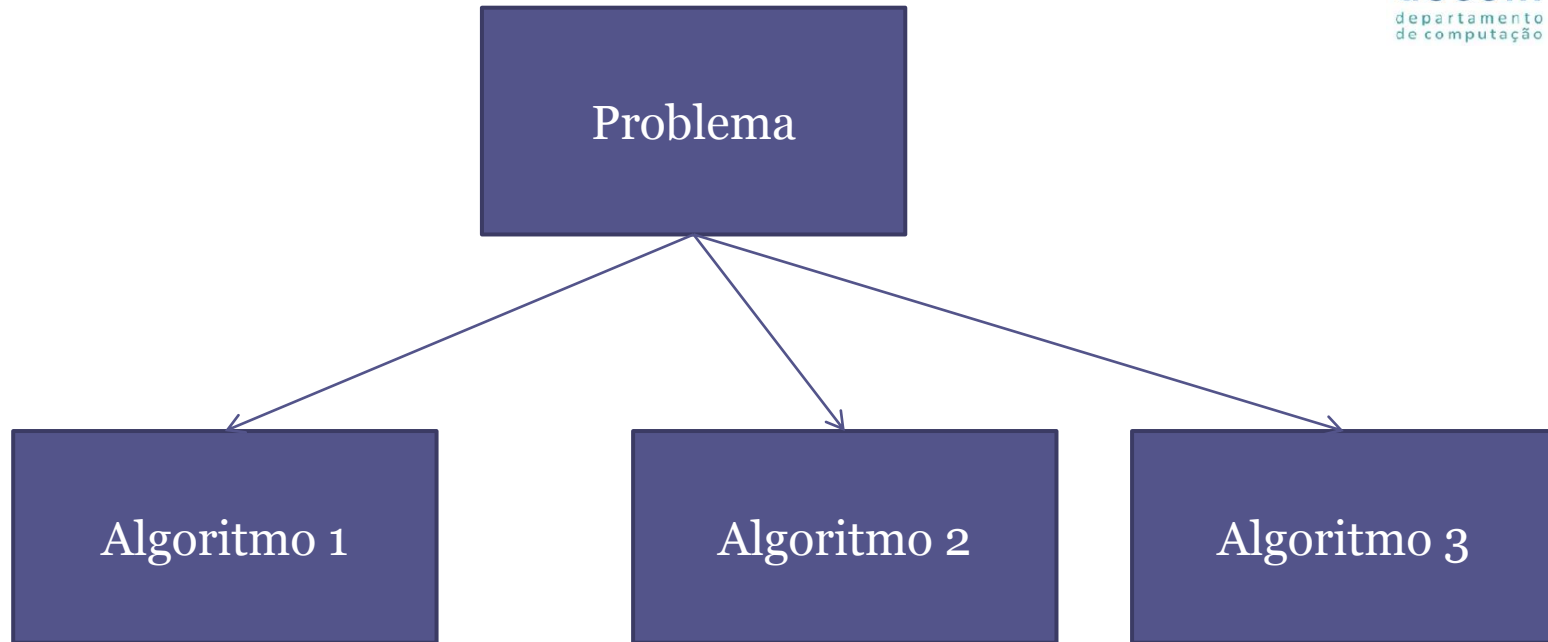 departamento
de computação
Problema
Algoritmo 1
Algoritmo 2
Algoritmo 3